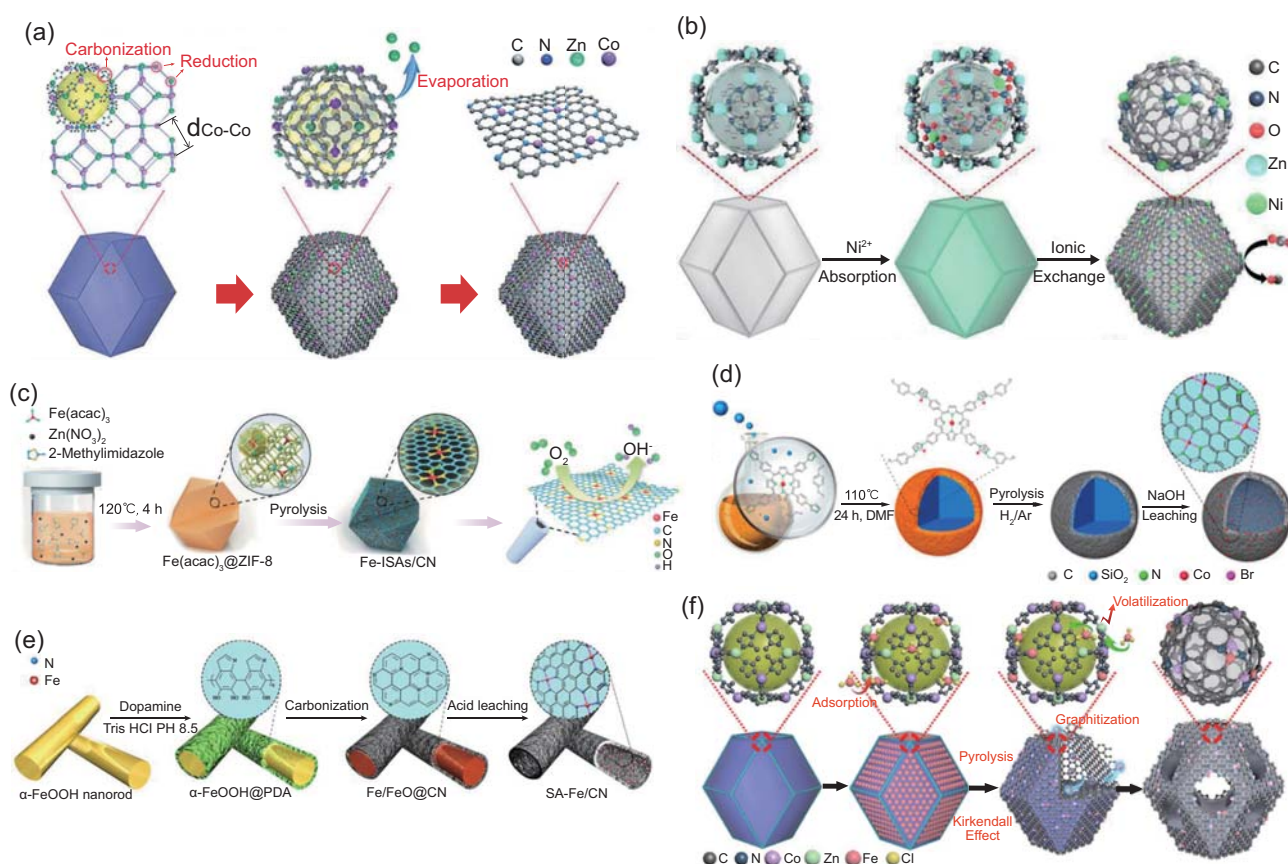 (a)
Carbonization
Reduction
dCo-Co
Evaporation
C N Zn Co
(b)
Ni²⁺
Absorption
Ionic
Exchange
C
N
O
Zn
Ni
(c)
Fe(acac)₃
Zn(NO₃)₂
2-Methylimidazole
120℃, 4 h
Fe(acac)₃@ZIF-8
Pyrolysis
Fe-ISAs/CN
O₂
OH⁻
Fe
C
N
O
H
(d)
110℃
24 h, DMF
Pyrolysis
H₂/Ar
NaOH
Leaching
C SiO₂ N Co Br
(e)
N
Fe
Dopamine
Tris HCl PH 8.5
Carbonization
Acid leaching
α-FeOOH nanorod
α-FeOOH@PDA
Fe/FeO@CN
SA-Fe/CN
(f)
Adsorption
Volatilization
Graphitization
Pyrolysis
Kirkendall
Effect
C N Co Zn Fe Cl